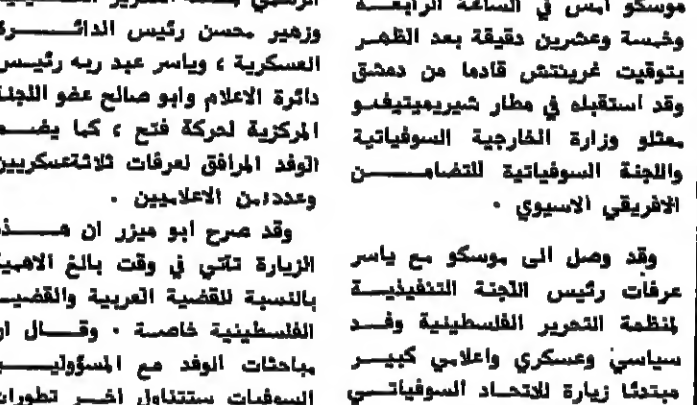 موسكو أمس في الساعة الرابعة
وخمسة وعشرين دقيقة بعد الظهر
بتوقيت غرينتش قادما من دمشق
وقد استقبله في مطار شيريميتيفو
ممثلو وزارة الخارجية السوفياتية
واللجنة السوفياتية للتضامن
الافريقي الاسيوي .
وقد وصل الى موسكو مع ياسر
عرفات رئيس اللجنة التنفيذية
لمنظمة التحرير الفلسطينية وفد
سياسي وعسكري واعلامي كبير
مبتدئا زيارة للاتحاد السوفياتي
وزهير محسن رئيس الدائرة
العسكرية ، وياسر عبد ربه رئيس
دائرة الاعلام وابو صالح عضو اللجنة
المركزية لحركة فتح ، كما يضم
الوفد المرافق لعرفات ثلاثة عسكريين
وعدد من الاعلاميين .
وقد صرح ابو ميزر ان هذه
الزيارة تأتي في وقت بالغ الاهمية
بالنسبة للقضية العربية والقضية
الفلسطينية خاصة . وقال ان
مباحثات الوفد مع المسؤولين
السوفيات ستتناول اخر تطورات